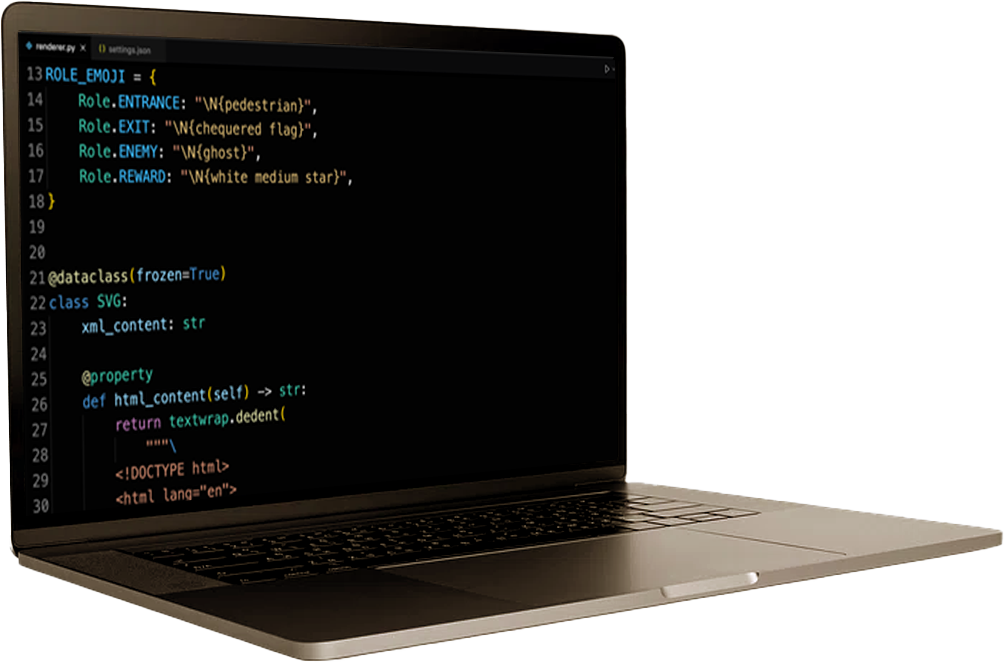 renderer.py × {} settings.json
13 ROLE_EMOJI = {
14 Role.ENTRANCE: "\N{pedestrian}",
15 Role.EXIT: "\N{chequered flag}",
16 Role.ENEMY: "\N{ghost}",
17 Role.REWARD: "\N{white medium star}",
18 }
19
20
21 @dataclass(frozen=True)
22 class SVG:
23 xml_content: str
24
25 @property
26 def html_content(self) -> str:
27 return textwrap.dedent(
28 """\
29 <!DOCTYPE html>
30 <html lang="en">